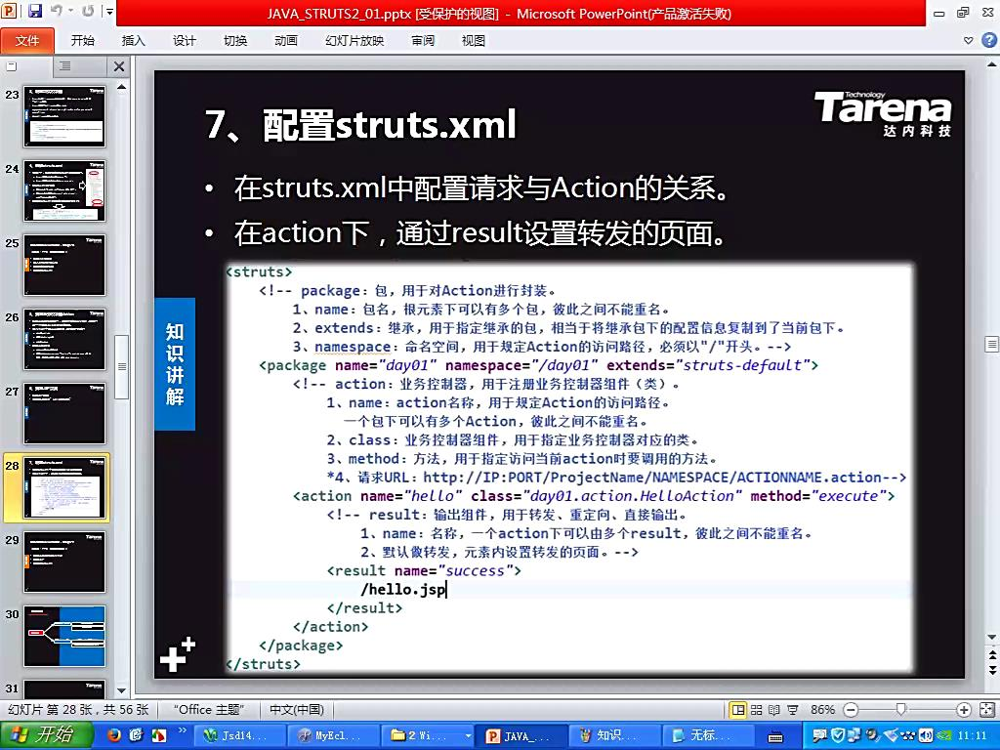 JAVA_STRUTS2_01.pptx [受保护的视图] - Microsoft PowerPoint(产品激活失败)
文件 开始 插入 设计 切换 动画 幻灯片放映 审阅 视图
23
24
25
26
27
28
29
30
31
Technology
Tarena
达内科技
7、配置struts.xml
• 在struts.xml中配置请求与Action的关系。
• 在action下，通过result设置转发的页面。
知识讲解
<struts>
<!-- package：包，用于对Action进行封装。
1、name：包名，根元素下可以有多个包，彼此之间不能重名。
2、extends：继承，用于指定继承的包，相当于将继承包下的配置信息复制到了当前包下。
3、namespace：命名空间，用于规定Action的访问路径，必须以"/"开头。-->
<package name="day01" namespace="/day01" extends="struts-default">
<!-- action：业务控制器，用于注册业务控制器组件（类）。
1、name：action名称，用于规定Action的访问路径。
一个包下可以有多个Action，彼此之间不能重名。
2、class：业务控制器组件，用于指定业务控制器对应的类。
3、method：方法，用于指定访问当前action时要调用的方法。
*4、请求URL：http://IP:PORT/ProjectName/NAMESPACE/ACTIONNAME.action-->
<action name="hello" class="day01.action.HelloAction" method="execute">
<!-- result：输出组件，用于转发、重定向、直接输出。
1、name：名称，一个action下可以由多个result，彼此之间不能重名。
2、默认做转发，元素内设置转发的页面。-->
<result name="success">
/hello.jsp
</result>
</action>
</package>
</struts>
幻灯片 第 28 张，共 56 张 "Office 主题" 中文(中国) 86%
开始 Jsd14... MyEcl... 2 Wi... JAVA_... 知识... 无标... 11:11